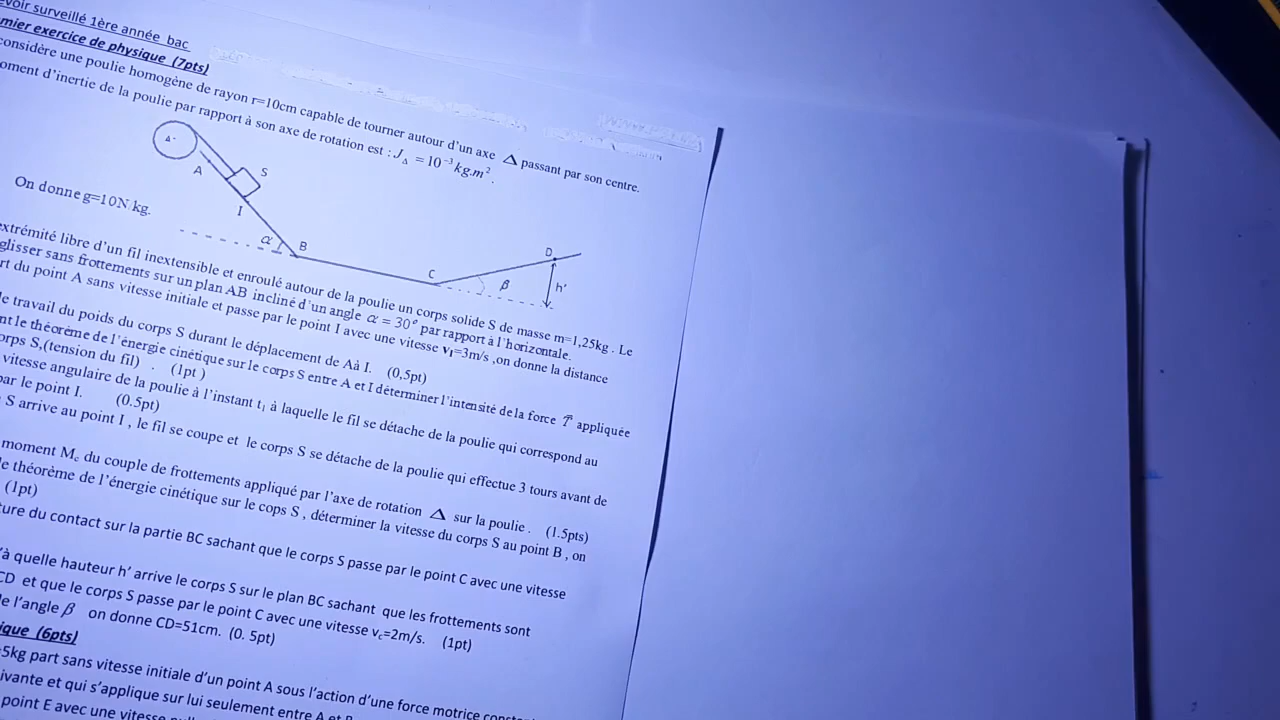 voir surveillé 1ère année bac
mier exercice de physique (7pts)
considère une poulie homogène de rayon r=10cm capable de tourner autour d'un axe Δ passant par son centre.
oment d'inertie de la poulie par rapport à son axe de rotation est : J_Δ = 10⁻³ kg.m².
Δ
A
S
I
On donne g=10N kg.
α
B
C
D
β
h'
xtrémité libre d'un fil inextensible et enroulé autour de la poulie un corps solide S de masse m=1,25kg . Le
glisser sans frottements sur un plan AB incliné d'un angle α = 30° par rapport à l'horizontale.
rt du point A sans vitesse initiale et passe par le point I avec une vitesse v_I=3m/s ,on donne la distance
le travail du poids du corps S durant le déplacement de Aà I. (0,5pt)
nt le théorème de l'énergie cinétique sur le corps S entre A et I déterminer l'intensité de la force T appliquée
orps S,(tension du fil) . (1pt )
vitesse angulaire de la poulie à l'instant t₁ à laquelle le fil se détache de la poulie qui correspond au
par le point I. (0.5pt)
S arrive au point I , le fil se coupe et le corps S se détache de la poulie qui effectue 3 tours avant de
moment M_c du couple de frottements appliqué par l'axe de rotation Δ sur la poulie . (1.5pts)
le théorème de l'énergie cinétique sur le cops S , déterminer la vitesse du corps S au point B , on
(1pt)
ture du contact sur la partie BC sachant que le corps S passe par le point C avec une vitesse
'à quelle hauteur h' arrive le corps S sur le plan BC sachant que les frottements sont
CD et que le corps S passe par le point C avec une vitesse v_c=2m/s. (1pt)
le l'angle β on donne CD=51cm. (0. 5pt)
ique (6pts)
5kg part sans vitesse initiale d'un point A sous l'action d'une force motrice
ivante et qui s'applique sur lui seulement entre A et
point E avec une vitesse